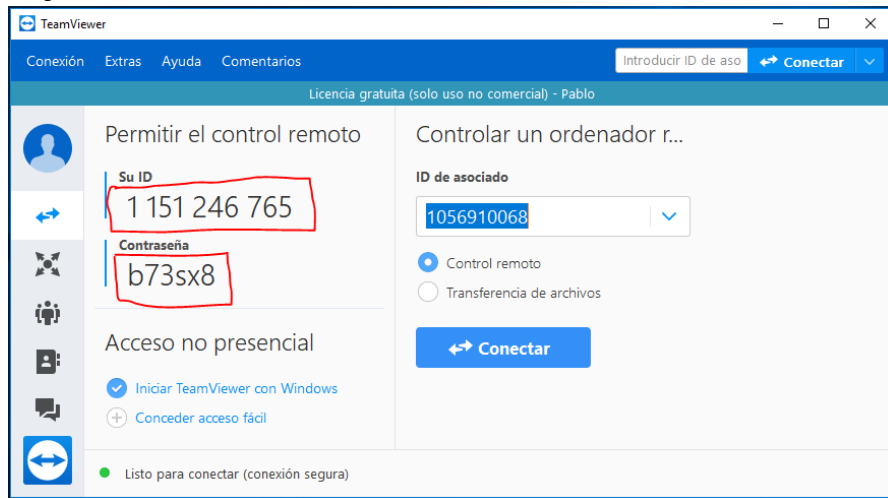 TeamViewer
Conexión Extras Ayuda Comentarios
Introducir ID de aso
Conectar
Licencia gratuita (solo uso no comercial) - Pablo
Permitir el control remoto
Su ID
1 151 246 765
Contraseña
b73sx8
Acceso no presencial
Iniciar TeamViewer con Windows
Conceder acceso fácil
Controlar un ordenador r...
ID de asociado
1056910068
Control remoto
Transferencia de archivos
Conectar
Listo para conectar (conexión segura)